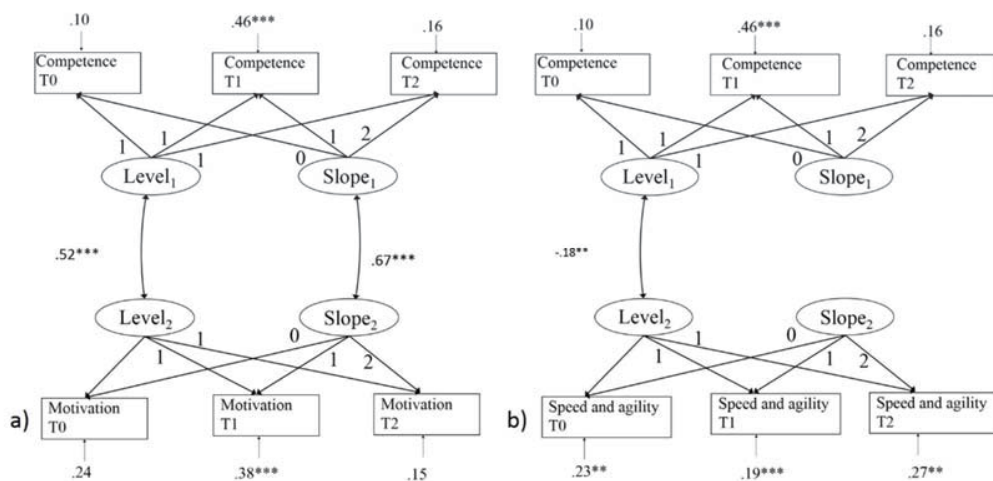 .10
.46***
.16
Competence
T0
Competence
T1
Competence
T2
1
1
1
0
1
2
Level1
Slope1
.52***
.67***
Level2
Slope2
1
1
0
1
2
a)
Motivation
T0
Motivation
T1
Motivation
T2
.24
.38***
.15
.10
.46***
.16
Competence
T0
Competence
T1
Competence
T2
1
1
1
0
1
2
Level1
Slope1
-.18**
Level2
Slope2
1
1
0
1
2
b)
Speed and agility
T0
Speed and agility
T1
Speed and agility
T2
.23**
.19***
.27**